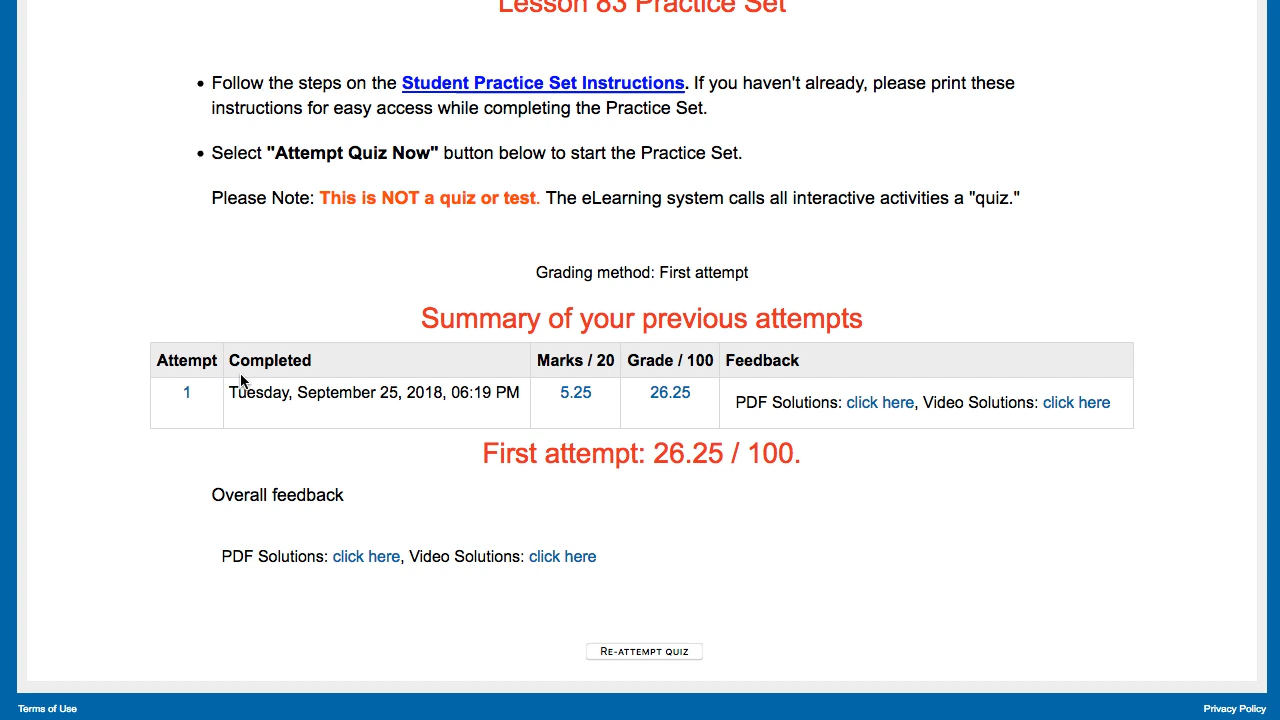 Lesson 83 Practice Set
• Follow the steps on the Student Practice Set Instructions. If you haven't already, please print these
instructions for easy access while completing the Practice Set.
• Select "Attempt Quiz Now" button below to start the Practice Set.
Please Note: This is NOT a quiz or test. The eLearning system calls all interactive activities a "quiz."
Grading method: First attempt
Summary of your previous attempts
Attempt Completed Marks / 20 Grade / 100 Feedback
1 Tuesday, September 25, 2018, 06:19 PM 5.25 26.25 PDF Solutions: click here, Video Solutions: click here
First attempt: 26.25 / 100.
Overall feedback
PDF Solutions: click here, Video Solutions: click here
RE-ATTEMPT QUIZ
Terms of Use Privacy Policy